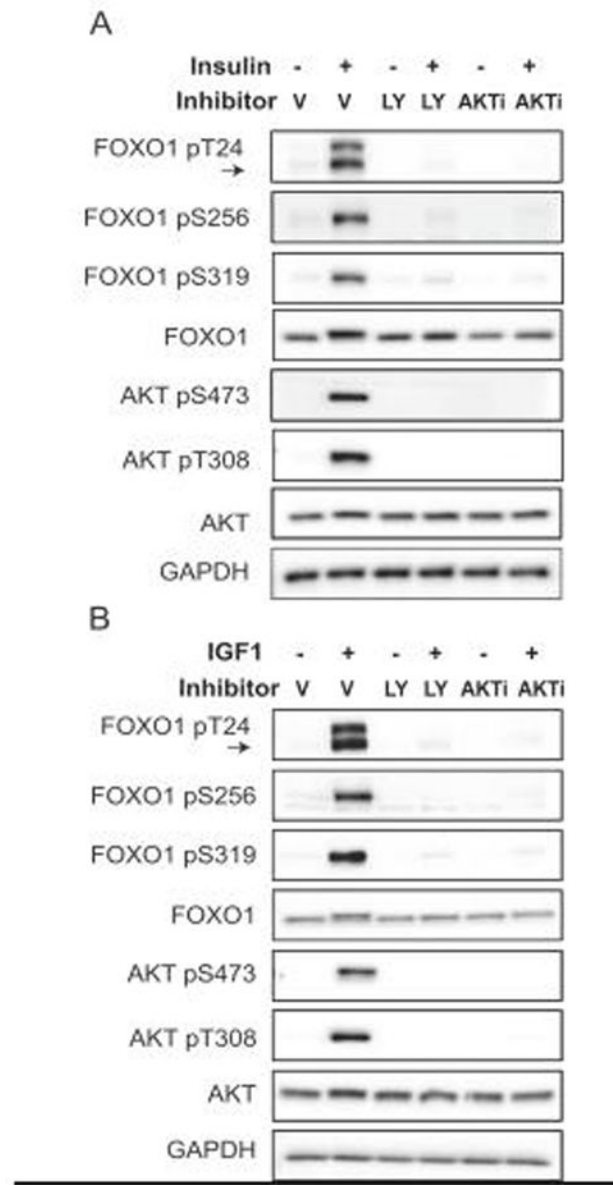 A
Insulin - + - + - +
Inhibitor V V LY LY AKTi AKTi
FOXO1 pT24
→
FOXO1 pS256
FOXO1 pS319
FOXO1
AKT pS473
AKT pT308
AKT
GAPDH
B
IGF1 - + - + - +
Inhibitor V V LY LY AKTi AKTi
FOXO1 pT24
→
FOXO1 pS256
FOXO1 pS319
FOXO1
AKT pS473
AKT pT308
AKT
GAPDH